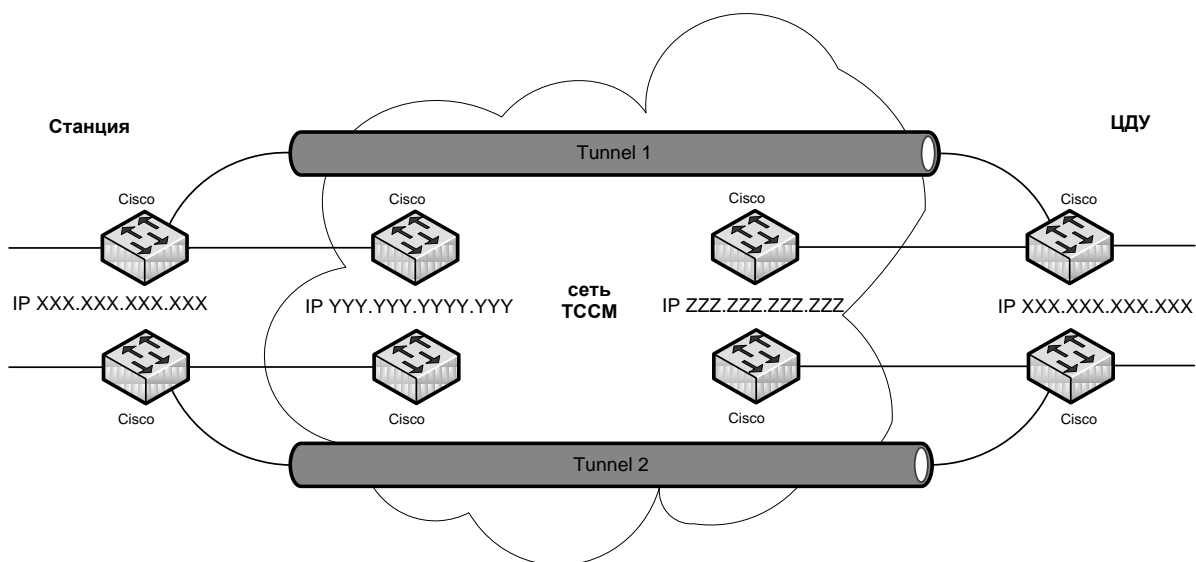 Станция
ЦДУ
Tunnel 1
Cisco
Cisco
Cisco
Cisco
IP XXX.XXX.XXX.XXX
IP YYY.YYY.YYYY.YYY
сеть
ТССМ
IP ZZZ.ZZZ.ZZZ.ZZZ
IP XXX.XXX.XXX.XXX
Cisco
Cisco
Cisco
Cisco
Tunnel 2